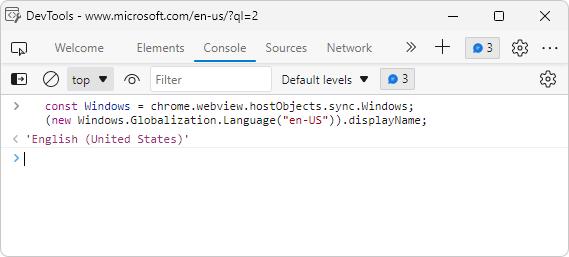 DevTools - www.microsoft.com/en-us/?ql=2
Welcome Elements Console Sources Network 3
top Filter Default levels 3
const Windows = chrome.webview.hostObjects.sync.Windows;
(new Windows.Globalization.Language("en-US")).displayName;
'English (United States)'